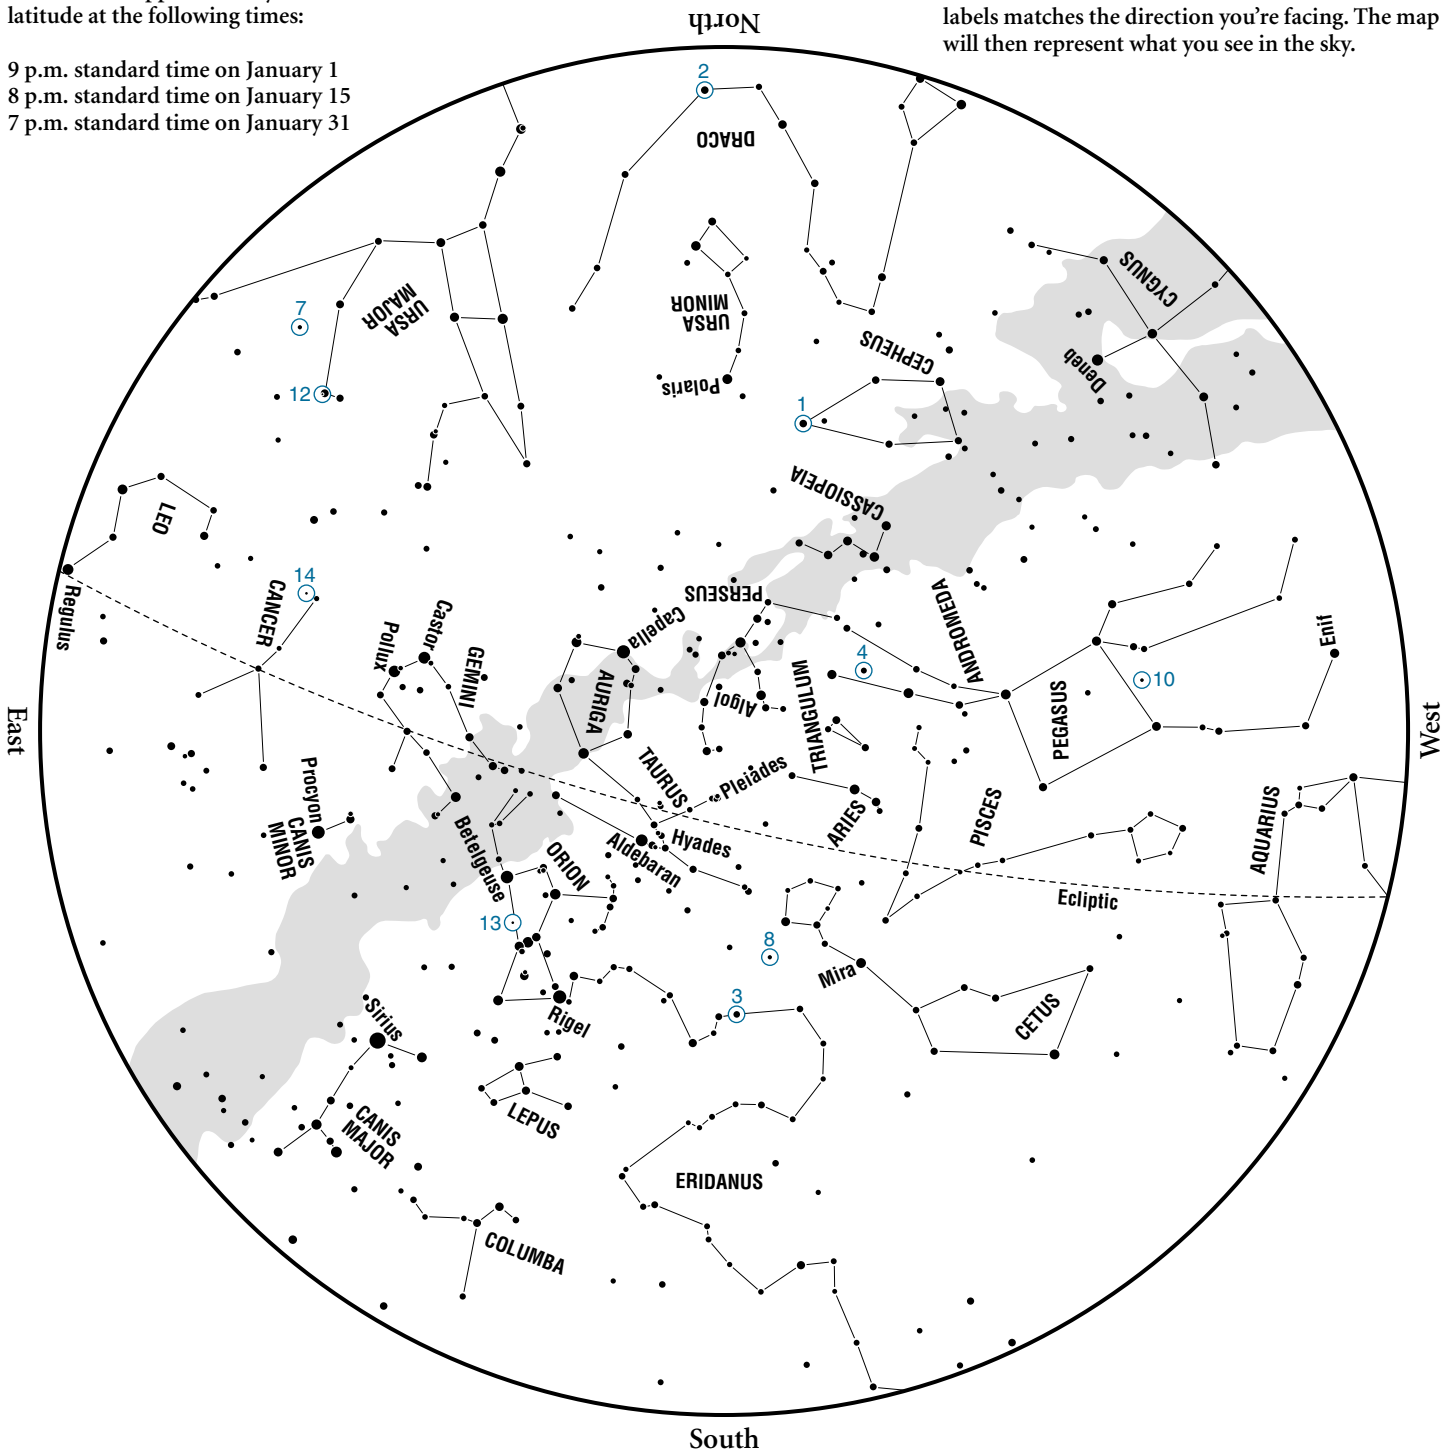 latitude at the following times:
9 p.m. standard time on January 1
8 p.m. standard time on January 15
7 p.m. standard time on January 31
labels matches the direction you're facing. The map
will then represent what you see in the sky.
North
2
DRACO
CYGNUS
Deneb
URSA
MAJOR
7
12
URSA
MINOR
Polaris
CEPHEUS
1
CASSIOPEIA
LEO
Regulus
14
CANCER
Pollux
Castor
GEMINI
PERSEUS
Capella
AURIGA
Algol
4
ANDROMEDA
TRIANGULUM
10
Enif
PEGASUS
East
West
TAURUS
Pleiades
ARIES
PISCES
AQUARIUS
Procyon
CANIS
MINOR
Betelgeuse
ORION
Aldebaran
Hyades
Ecliptic
13
8
Mira
3
CETUS
Sirius
Rigel
LEPUS
CANIS
MAJOR
ERIDANUS
COLUMBA
South